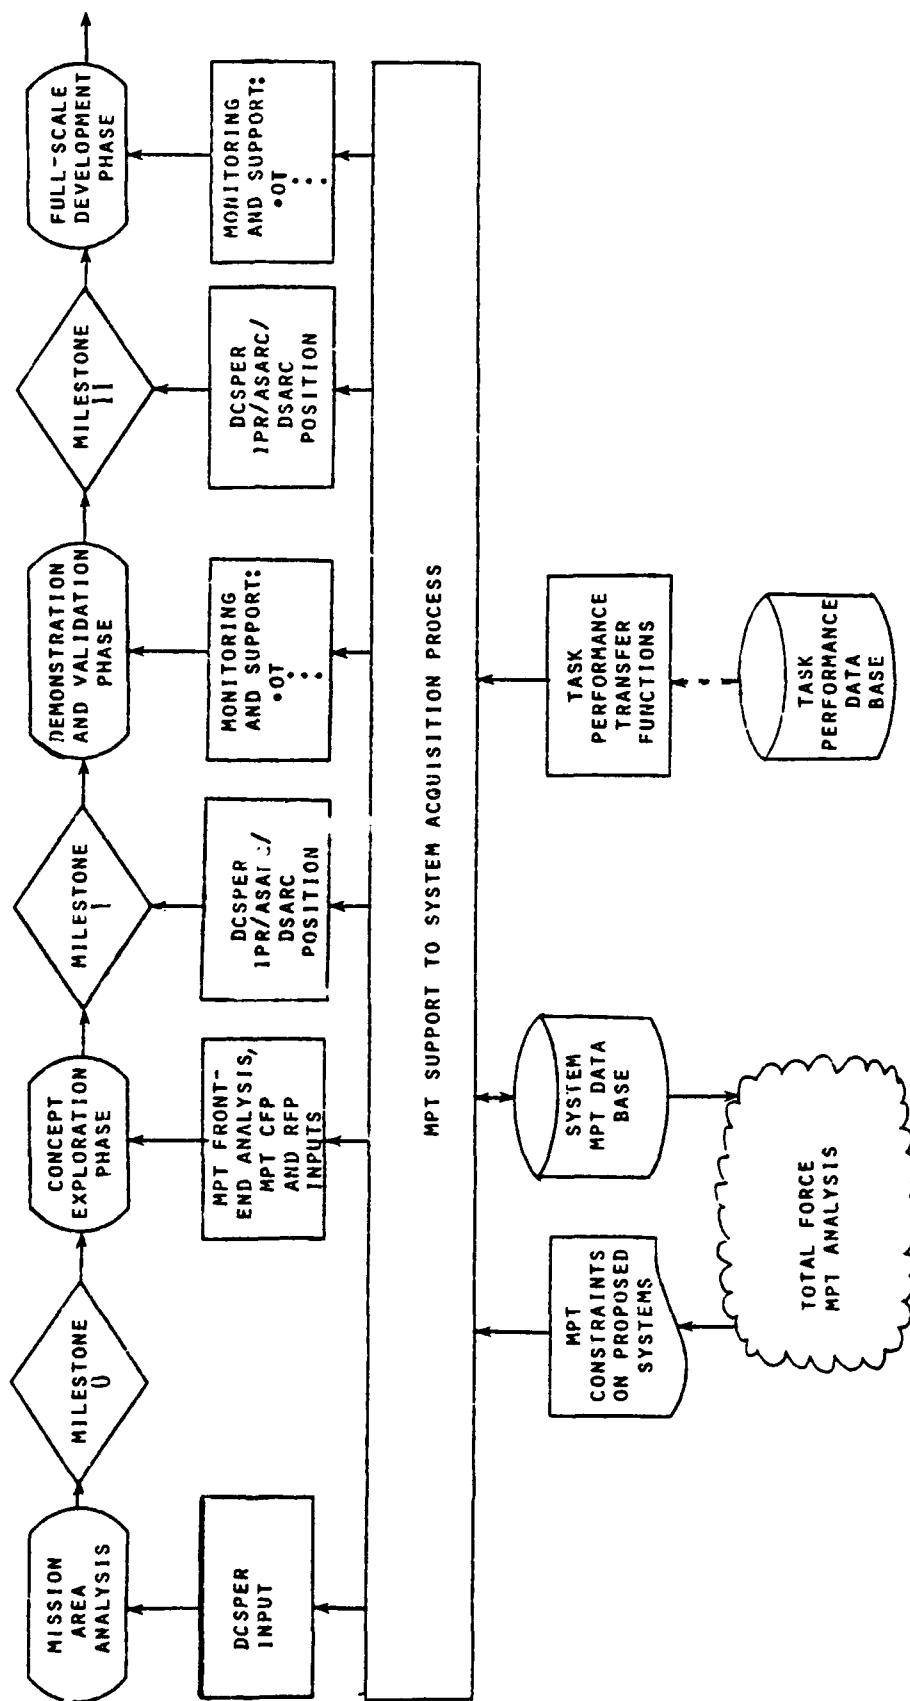 MISSION
AREA
ANALYSIS
MILESTONE
0
CONCEPT
EXPLORATION
PHASE
MILESTONE
I
DEMONSTRATION
AND VALIDATION
PHASE
MILESTONE
II
FULL-SCALE
DEVELOPMENT
PHASE
DCSPER
INPUT
MPT FRONT-
END ANALYSIS,
MPT CFP
AND RFP
INPUTS
DCSPER
IPR/ASARC/
DSARC
POSITION
MONITORING
AND SUPPORT:
•OT
•
•
•
DCSPER
IPR/ASARC/
DSARC
POSITION
MONITORING
AND SUPPORT:
•OT
•
•
•
MPT SUPPORT TO SYSTEM ACQUISITION PROCESS
MPT
CONSTRAINTS
ON PROPOSED
SYSTEMS
SYSTEM
MPT DATA
BASE
TASK
PERFORMANCE
TRANSFER
FUNCTIONS
TOTAL FORCE
MPT ANALYSIS
TASK
PERFORMANCE
DATA
BASE